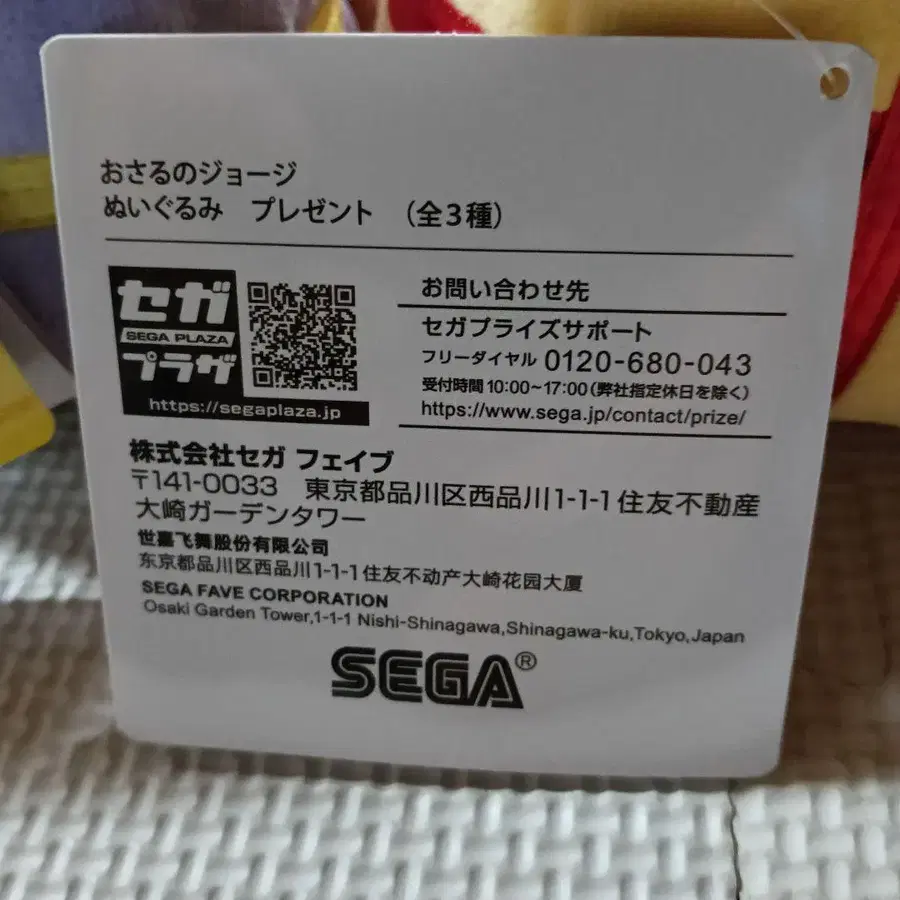 おさるのジョージ
ぬいぐるみ プレゼント （全3種）
セガ
SEGA PLAZA
プラザ
https://segaplaza.jp
お問い合わせ先
セガプライズサポート
フリーダイヤル 0120-680-043
受付時間 10:00～17:00（弊社指定休日を除く）
https://www.sega.jp/contact/prize/
株式会社セガ フェイブ
〒141-0033 東京都品川区西品川1-1-1住友不動産
大崎ガーデンタワー
世嘉飞舞股份有限公司
东京都品川区西品川1-1-1住友不动产大崎花园大厦
SEGA FAVE CORPORATION
Osaki Garden Tower,1-1-1 Nishi-Shinagawa,Shinagawa-ku,Tokyo,Japan
SEGA®